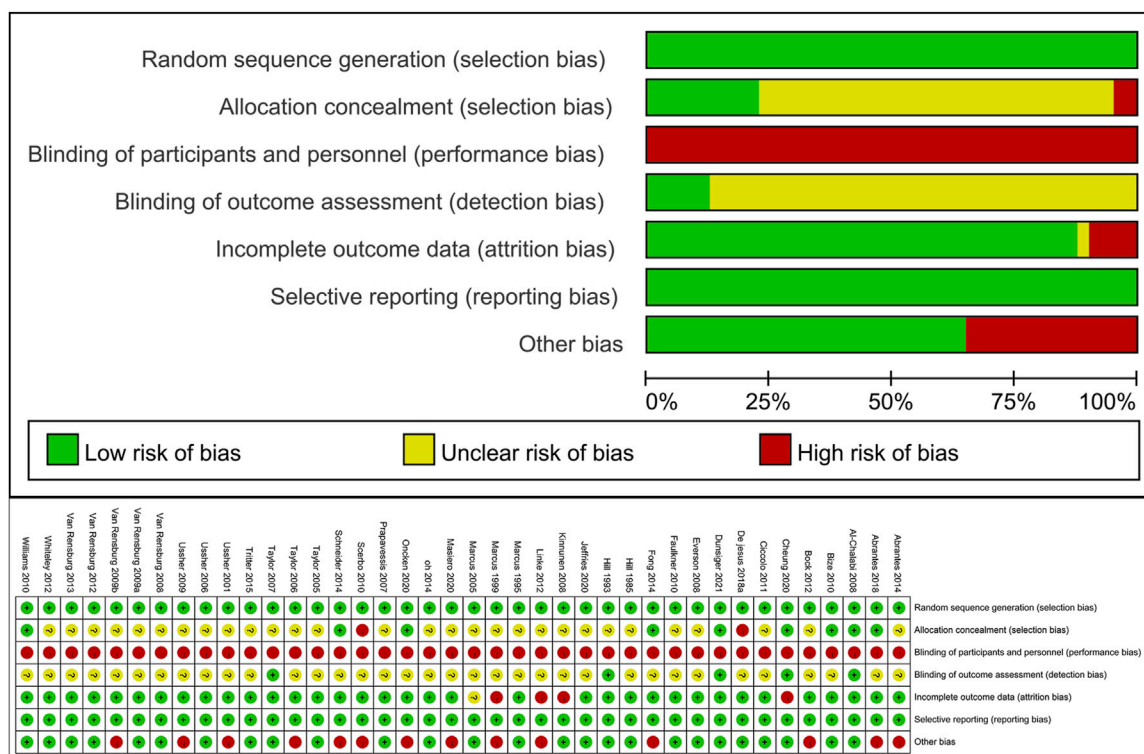 Random sequence generation (selection bias)
Allocation concealment (selection bias)
Blinding of participants and personnel (performance bias)
Blinding of outcome assessment (detection bias)
Incomplete outcome data (attrition bias)
Selective reporting (reporting bias)
Other bias
0% 25% 50% 75% 100%
Low risk of bias Unclear risk of bias High risk of bias
Williams 2010
Whiteley 2012
Van Rensburg 2013
Van Rensburg 2012
Van Rensburg 2009b
Van Rensburg 2009a
Van Rensburg 2008
Ussher 2009
Ussher 2006
Ussher 2001
Tritter 2015
Taylor 2007
Taylor 2006
Taylor 2005
Schneider 2014
Scerbo 2010
Prapavessis 2007
Oncken 2020
oh 2014
Masiero 2020
Marcus 2005
Marcus 1999
Marcus 1995
Linke 2012
Kinnunen 2008
Jeffries 2020
Hill 1993
Hill 1985
Fong 2014
Faulkner 2010
Everson 2008
Dunsiger 2021
De jesus 2018a
Ciccolo 2011
Cheung 2020
Bock 2012
Bize 2010
Al-Chalabi 2008
Abrantes 2018
Abrantes 2014
+ + + + + + + + + + + + + + + + + + + + + + + + + + + + + + + + + + + + + + + + Random sequence generation (selection bias)
Allocation concealment (selection bias)
Blinding of participants and personnel (performance bias)
Blinding of outcome assessment (detection bias)
Incomplete outcome data (attrition bias)
Selective reporting (reporting bias)
Other bias